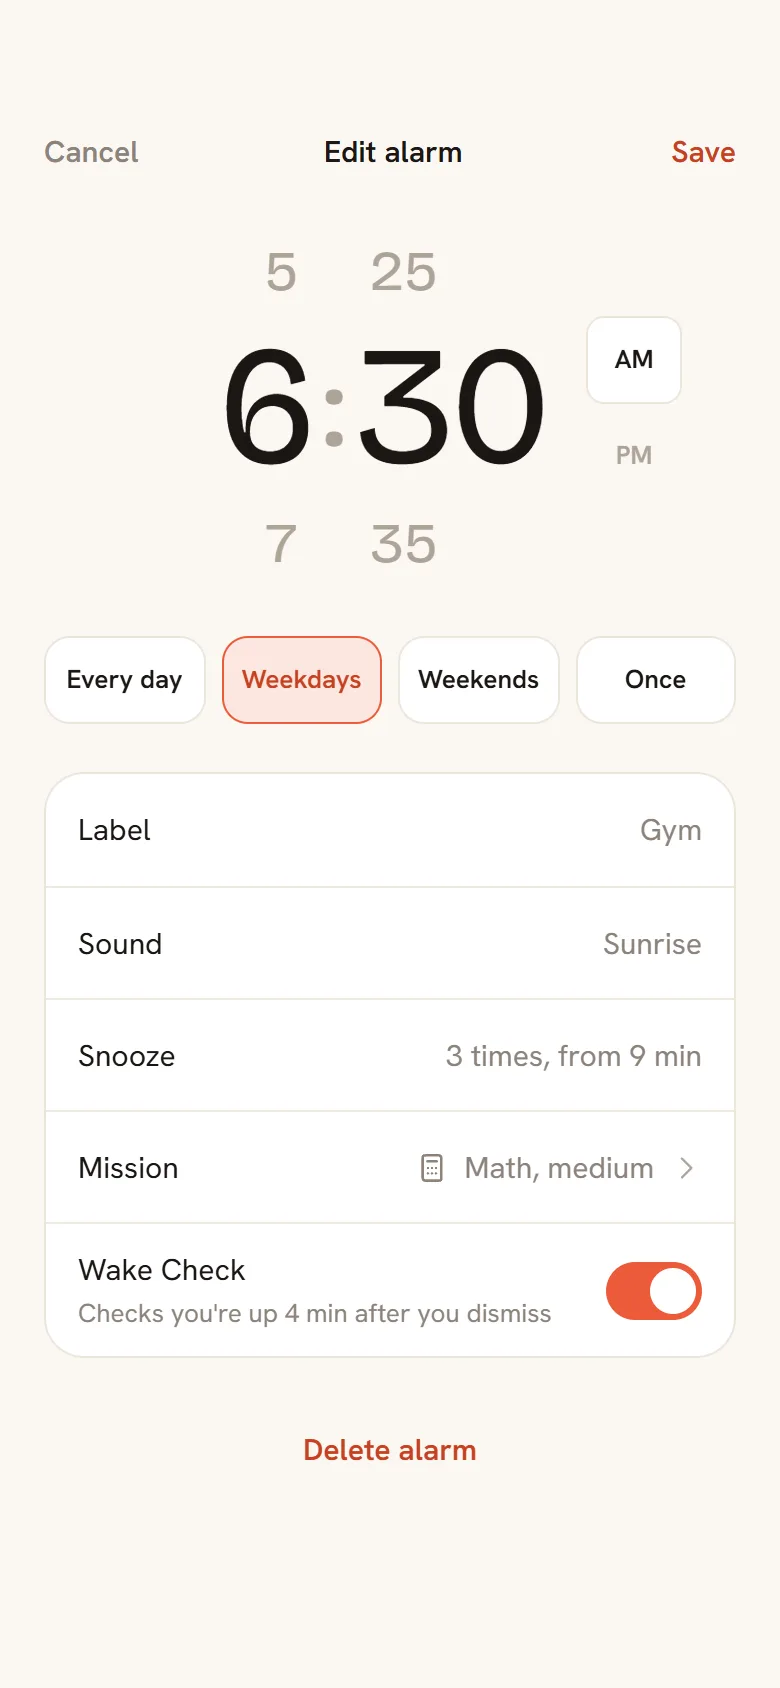 Cancel Edit alarm Save
5 25
6:30 AM
PM
7 35
Every day Weekdays Weekends Once
Label Gym
Sound Sunrise
Snooze 3 times, from 9 min
Mission Math, medium
Wake Check
Checks you're up 4 min after you dismiss
Delete alarm